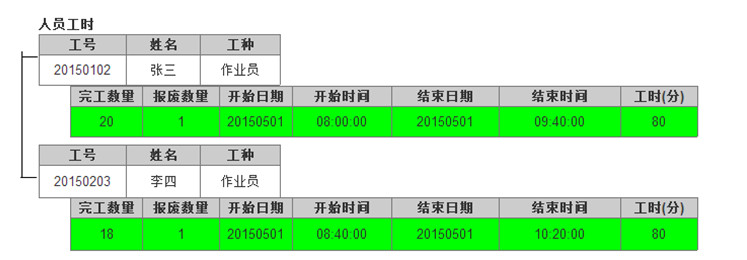 人员工时
工号 姓名 工种
20150102 张三 作业员
完工数量 报废数量 开始日期 开始时间 结束日期 结束时间 工时(分)
20 1 20150501 08:00:00 20150501 09:40:00 80
工号 姓名 工种
20150203 李四 作业员
完工数量 报废数量 开始日期 开始时间 结束日期 结束时间 工时(分)
18 1 20150501 08:40:00 20150501 10:20:00 80